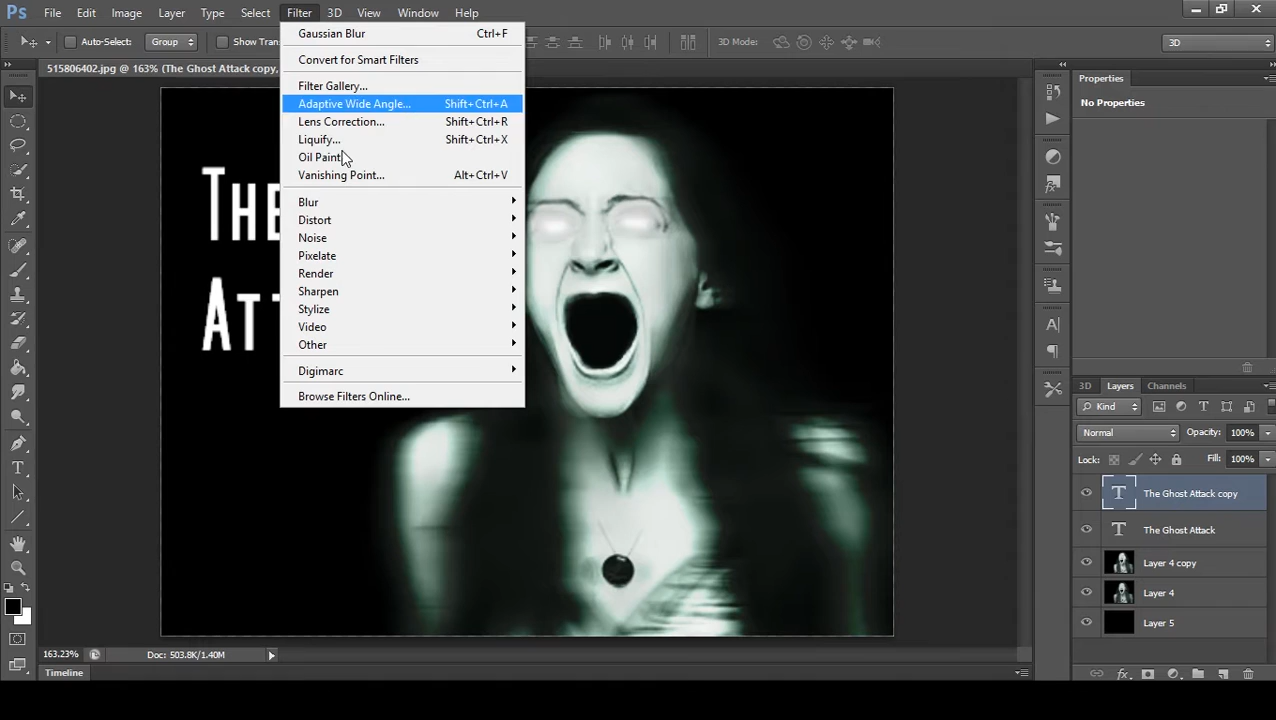 Ps File Edit Image Layer Type Select Filter 3D View Window Help
Auto-Select: Group Show Tran 3D Mode: 3D
515806402.jpg @ 163% (The Ghost Attack copy,
Gaussian Blur Ctrl+F
Convert for Smart Filters
Filter Gallery...
Adaptive Wide Angle... Shift+Ctrl+A
Lens Correction... Shift+Ctrl+R
Liquify... Shift+Ctrl+X
Oil Paint
Vanishing Point... Alt+Ctrl+V
Blur
Distort
Noise
Pixelate
Render
Sharpen
Stylize
Video
Other
Digimarc
Browse Filters Online...
The
Att
Properties
No Properties
3D Layers Channels
Kind
Normal Opacity: 100%
Lock: Fill: 100%
The Ghost Attack copy
The Ghost Attack
Layer 4 copy
Layer 4
Layer 5
163.23% Doc: 503.8K/1.40M
Timeline